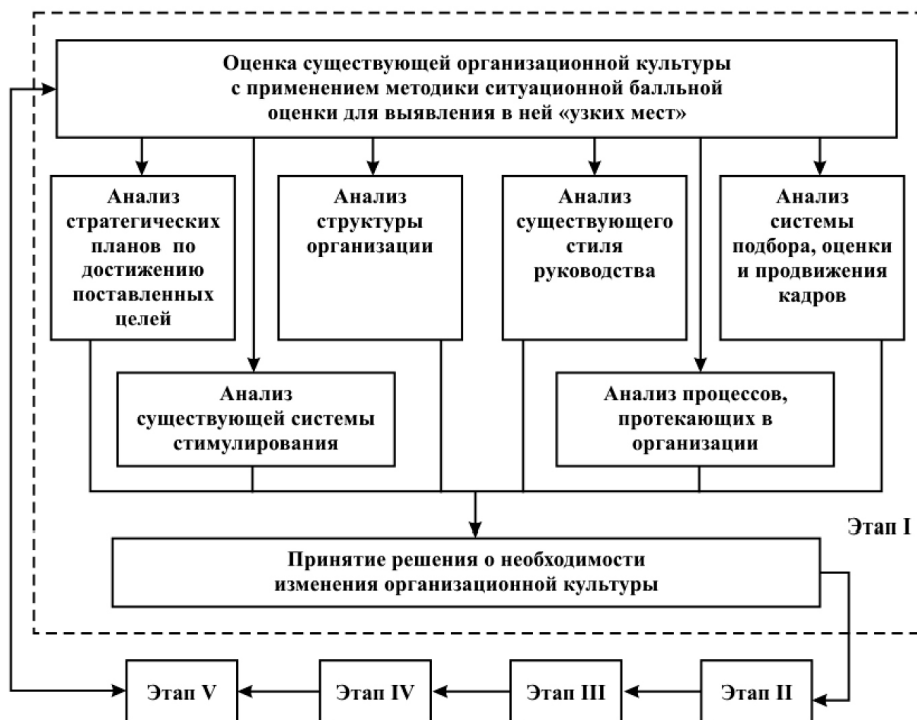 Оценка существующей организационной культуры
с применением методики ситуационной балльной
оценки для выявления в ней «узких мест»
Анализ
стратегических
планов по
достижению
поставленных
целей
Анализ
структуры
организации
Анализ
существующего
стиля
руководства
Анализ
системы
подбора, оценки
и продвижения
кадров
Анализ
существующей системы
стимулирования
Анализ процессов,
протекающих в
организации
Этап I
Принятие решения о необходимости
изменения организационной культуры
Этап V
Этап IV
Этап III
Этап II